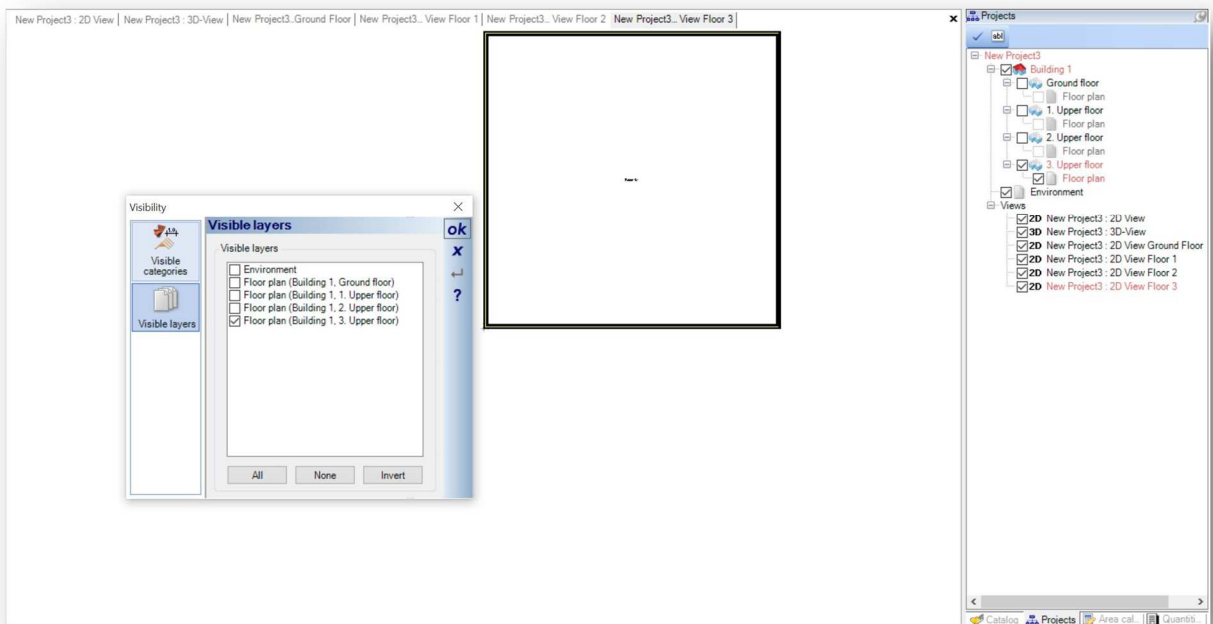 New Project3 : 2D View | New Project3 : 3D-View | New Project3..Ground Floor | New Project3... View Floor 1 | New Project3... View Floor 2 New Project3... View Floor 3 |
Visibility
Visible categories
Visible layers
Visible layers
Visible layers
Environment
Floor plan (Building 1, Ground floor)
Floor plan (Building 1, 1. Upper floor)
Floor plan (Building 1, 2. Upper floor)
Floor plan (Building 1, 3. Upper floor)
All None Invert
ok
x
?
Projects
abl
New Project3
Building 1
Ground floor
Floor plan
1. Upper floor
Floor plan
2. Upper floor
Floor plan
3. Upper floor
Floor plan
Environment
Views
2D New Project3 : 2D View
3D New Project3 : 3D-View
2D New Project3 : 2D View Ground Floor
2D New Project3 : 2D View Floor 1
2D New Project3 : 2D View Floor 2
2D New Project3 : 2D View Floor 3
Catalog Projects Area cal... Quantiti...